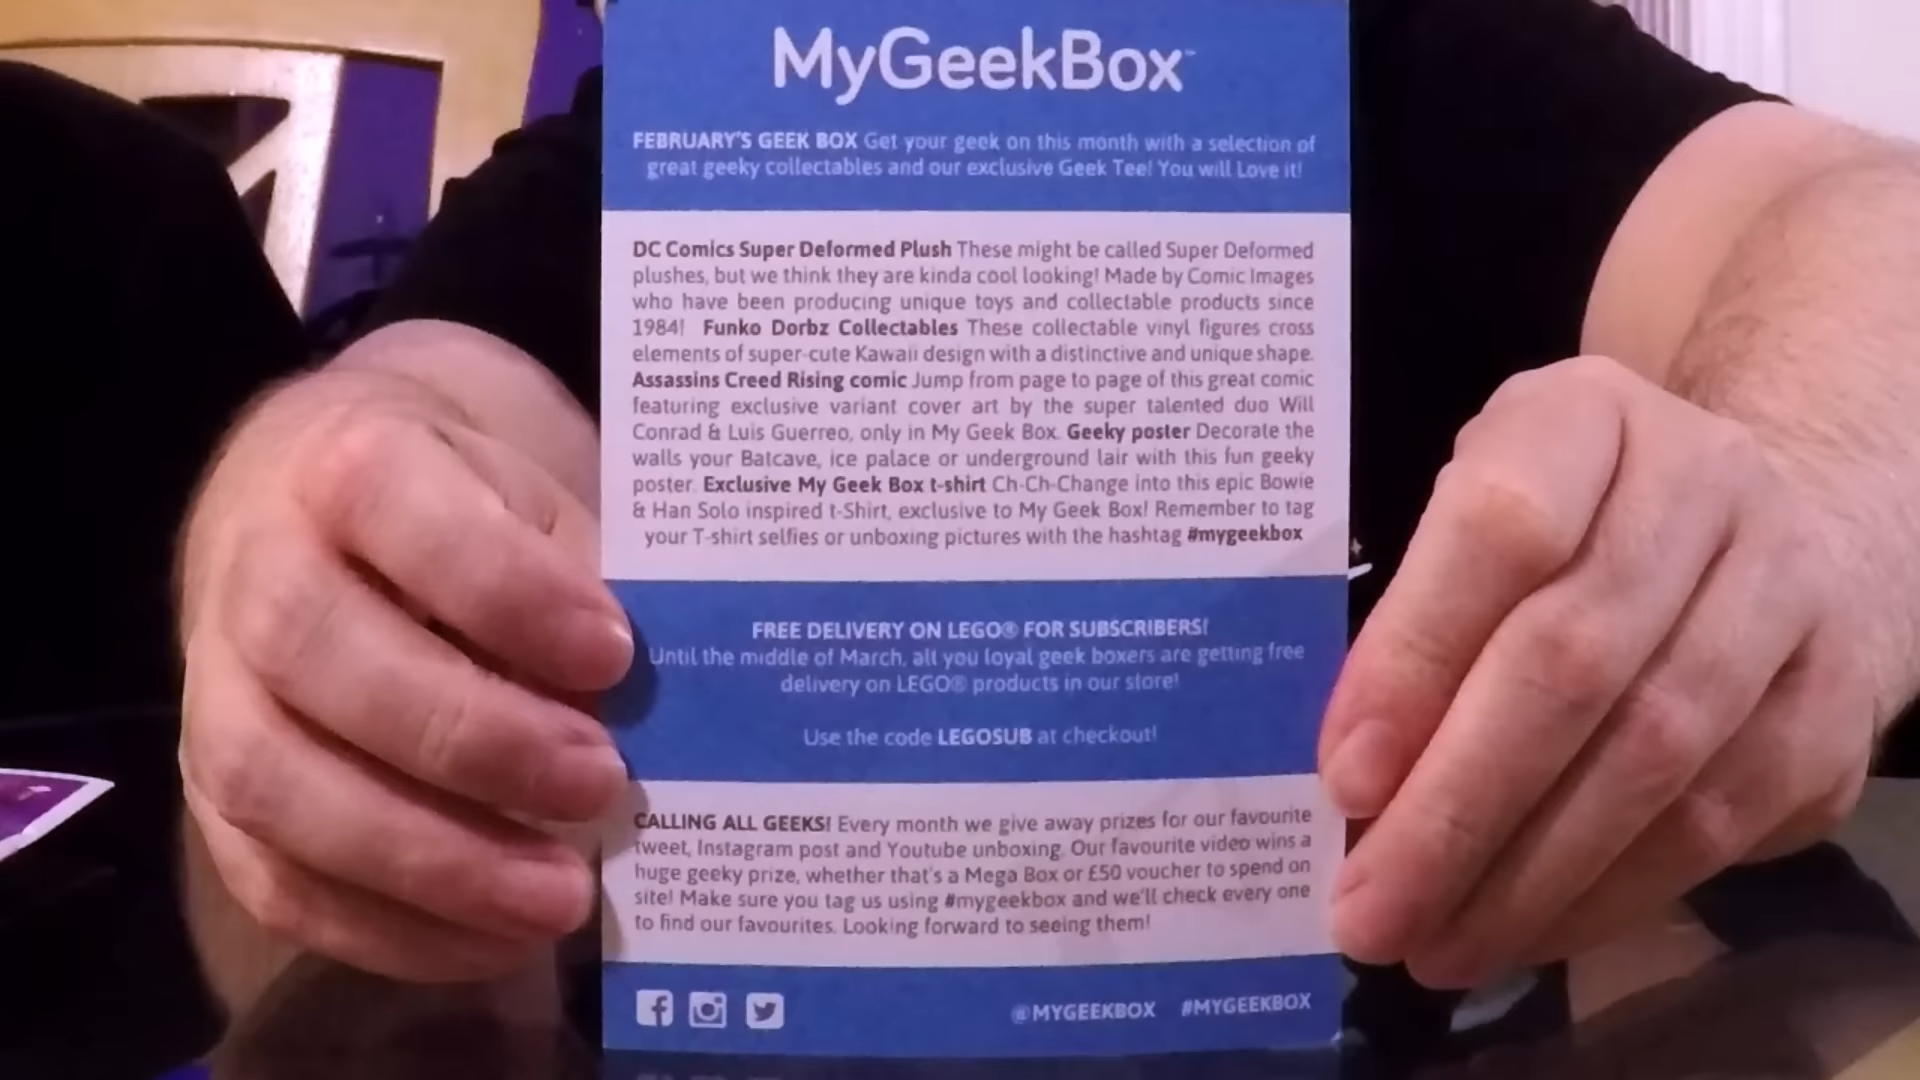 MyGeekBox™
FEBRUARY'S GEEK BOX Get your geek on this month with a selection of
great geeky collectables and our exclusive Geek Tee! You will Love it!
DC Comics Super Deformed Plush These might be called Super Deformed
plushes, but we think they are kinda cool looking! Made by Comic Images
who have been producing unique toys and collectable products since
1984! Funko Dorbz Collectables These collectable vinyl figures cross
elements of super-cute Kawaii design with a distinctive and unique shape.
Assassins Creed Rising comic Jump from page to page of this great comic
featuring exclusive variant cover art by the super talented duo Will
Conrad & Luis Guerreo, only in My Geek Box. Geeky poster Decorate the
walls your Batcave, ice palace or underground lair with this fun geeky
poster. Exclusive My Geek Box t-shirt Ch-Ch-Change into this epic Bowie
& Han Solo inspired t-Shirt, exclusive to My Geek Box! Remember to tag
your T-shirt selfies or unboxing pictures with the hashtag #mygeekbox
FREE DELIVERY ON LEGO® FOR SUBSCRIBERS!
Until the middle of March, all you loyal geek boxers are getting free
delivery on LEGO® products in our store!
Use the code LEGOSUB at checkout!
CALLING ALL GEEKS! Every month we give away prizes for our favourite
tweet, Instagram post and Youtube unboxing. Our favourite video wins a
huge geeky prize, whether that's a Mega Box or £50 voucher to spend on
site! Make sure you tag us using #mygeekbox and we'll check every one
to find our favourites. Looking forward to seeing them!
@MYGEEKBOX #MYGEEKBOX